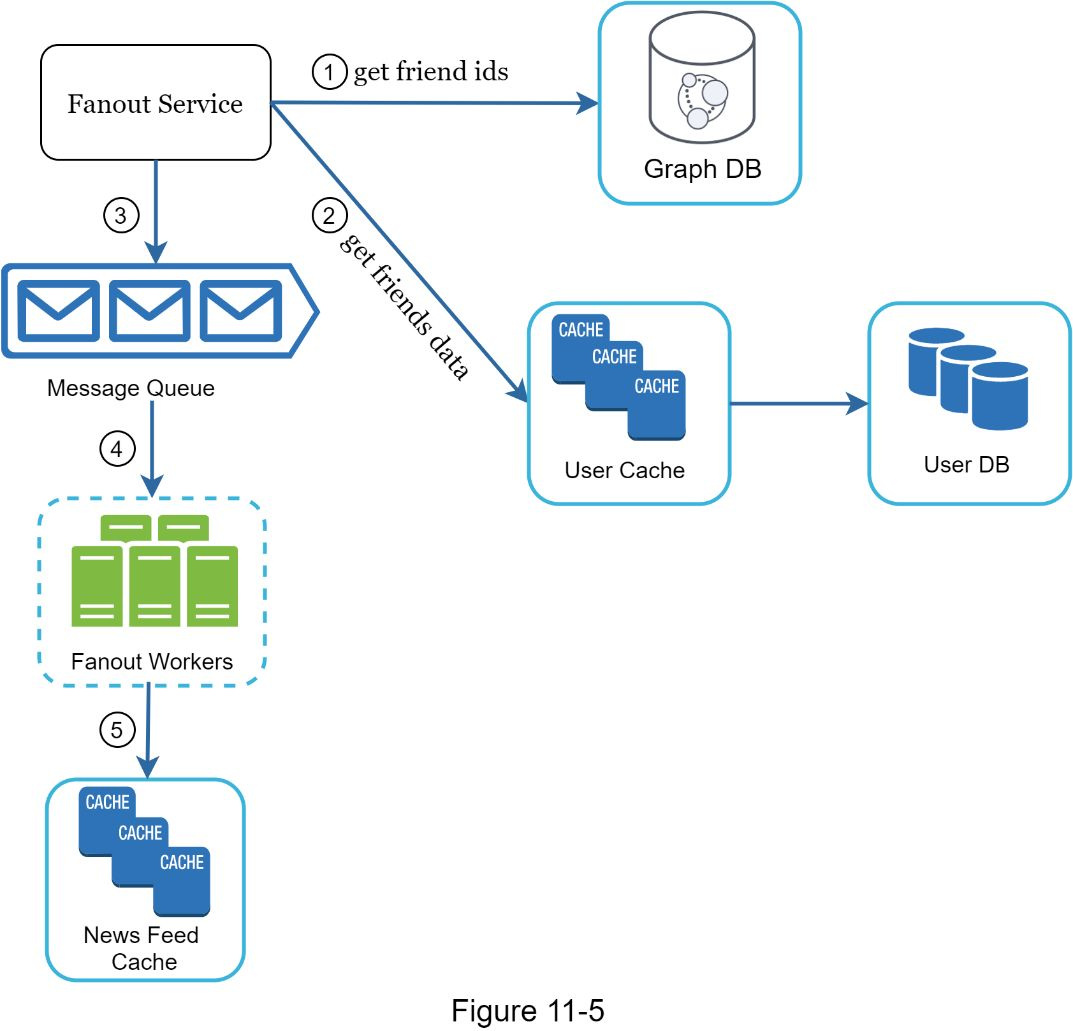 1 get friend ids
Fanout Service
Graph DB
3
2 get friends data
Message Queue
CACHE
CACHE
CACHE
User Cache
User DB
4
Fanout Workers
5
CACHE
CACHE
CACHE
News Feed
Cache
Figure 11-5